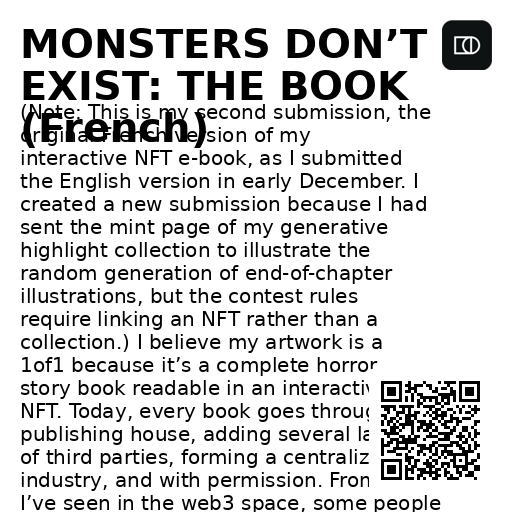 MONSTERS DON’T
EXIST: THE BOOK
(French)
(Note: This is my second submission, the
original French version of my
interactive NFT e-book, as I submitted
the English version in early December. I
created a new submission because I had
sent the mint page of my generative
highlight collection to illustrate the
random generation of end-of-chapter
illustrations, but the contest rules
require linking an NFT rather than a
collection.) I believe my artwork is a
1of1 because it’s a complete horror
story book readable in an interactiv
NFT. Today, every book goes throug
publishing house, adding several la
of third parties, forming a centraliz
industry, and with permission. From
I’ve seen in the web3 space, some people